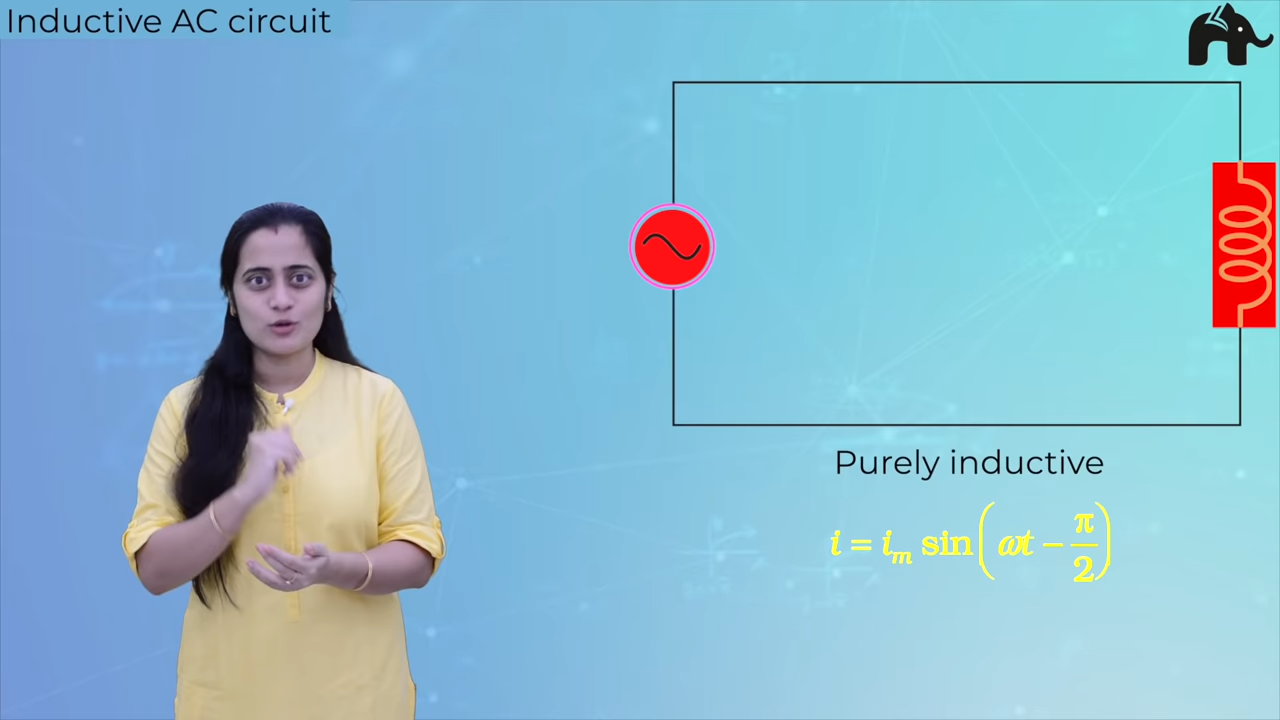 Inductive AC circuit
Purely inductive
i = i_m sin(ωt − π/2)